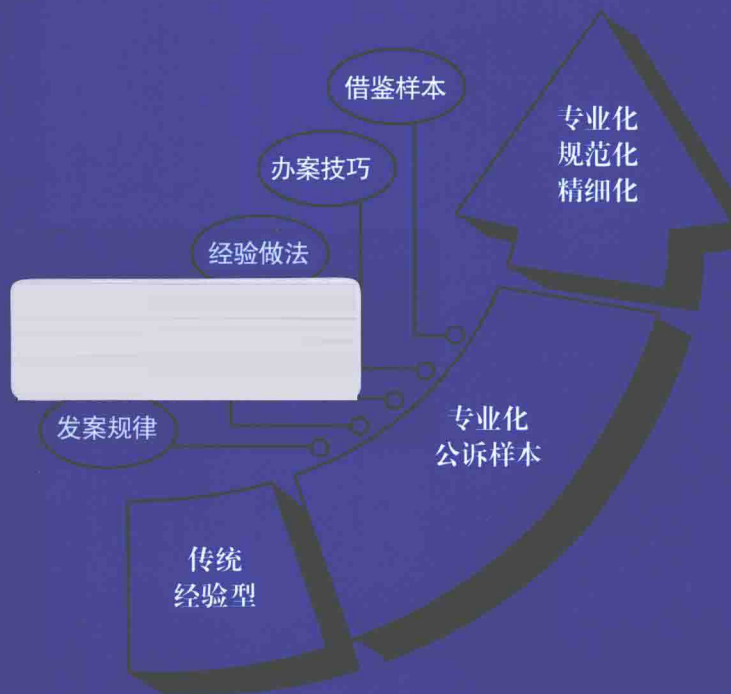 借鉴样本
专业化
规范化
精细化
办案技巧
经验做法
发案规律
专业化
公诉样本
传统
经验型